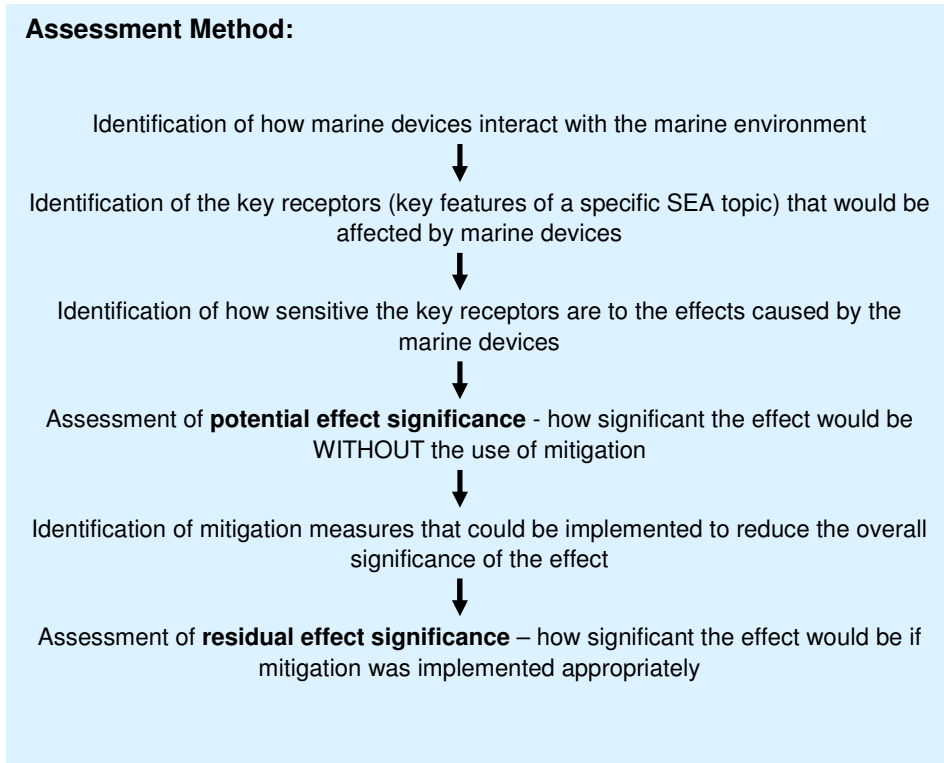 Assessment Method:
Identification of how marine devices interact with the marine environment
Identification of the key receptors (key features of a specific SEA topic) that would be
affected by marine devices
Identification of how sensitive the key receptors are to the effects caused by the
marine devices
Assessment of potential effect significance - how significant the effect would be
WITHOUT the use of mitigation
Identification of mitigation measures that could be implemented to reduce the overall
significance of the effect
Assessment of residual effect significance – how significant the effect would be if
mitigation was implemented appropriately